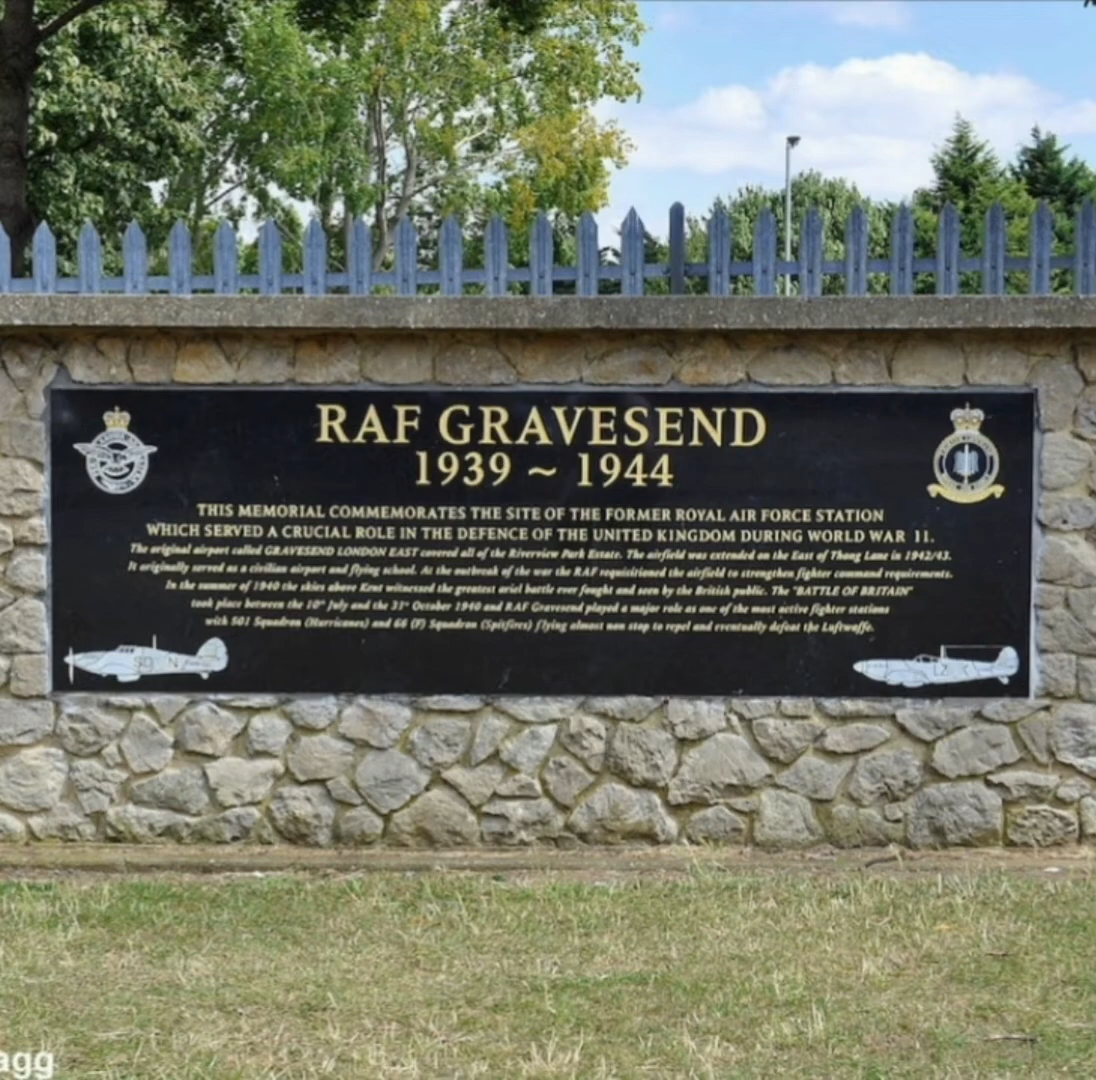 RAF GRAVESEND
1939 ~ 1944
THIS MEMORIAL COMMEMORATES THE SITE OF THE FORMER ROYAL AIR FORCE STATION
WHICH SERVED A CRUCIAL ROLE IN THE DEFENCE OF THE UNITED KINGDOM DURING WORLD WAR 11.
The original airport called GRAVESEND LONDON EAST covered all of the Riverview Park Estate. The airfield was extended on the East of Thong Lane in 1942/43.
It originally served as a civilian airport and flying school. At the outbreak of the war the RAF requisitioned the airfield to strengthen fighter command requirements.
In the summer of 1940 the skies above Kent witnessed the greatest ariel battle ever fought and seen by the British public. The "BATTLE OF BRITAIN"
took place between the 10th July and the 31st October 1940 and RAF Gravesend played a major role as one of the most active fighter stations
with 501 Squadron (Hurricanes) and 66 (F) Squadron (Spitfires) flying almost non stop to repel and eventually defeat the Luftwaffe.
SD N
LZ
agg